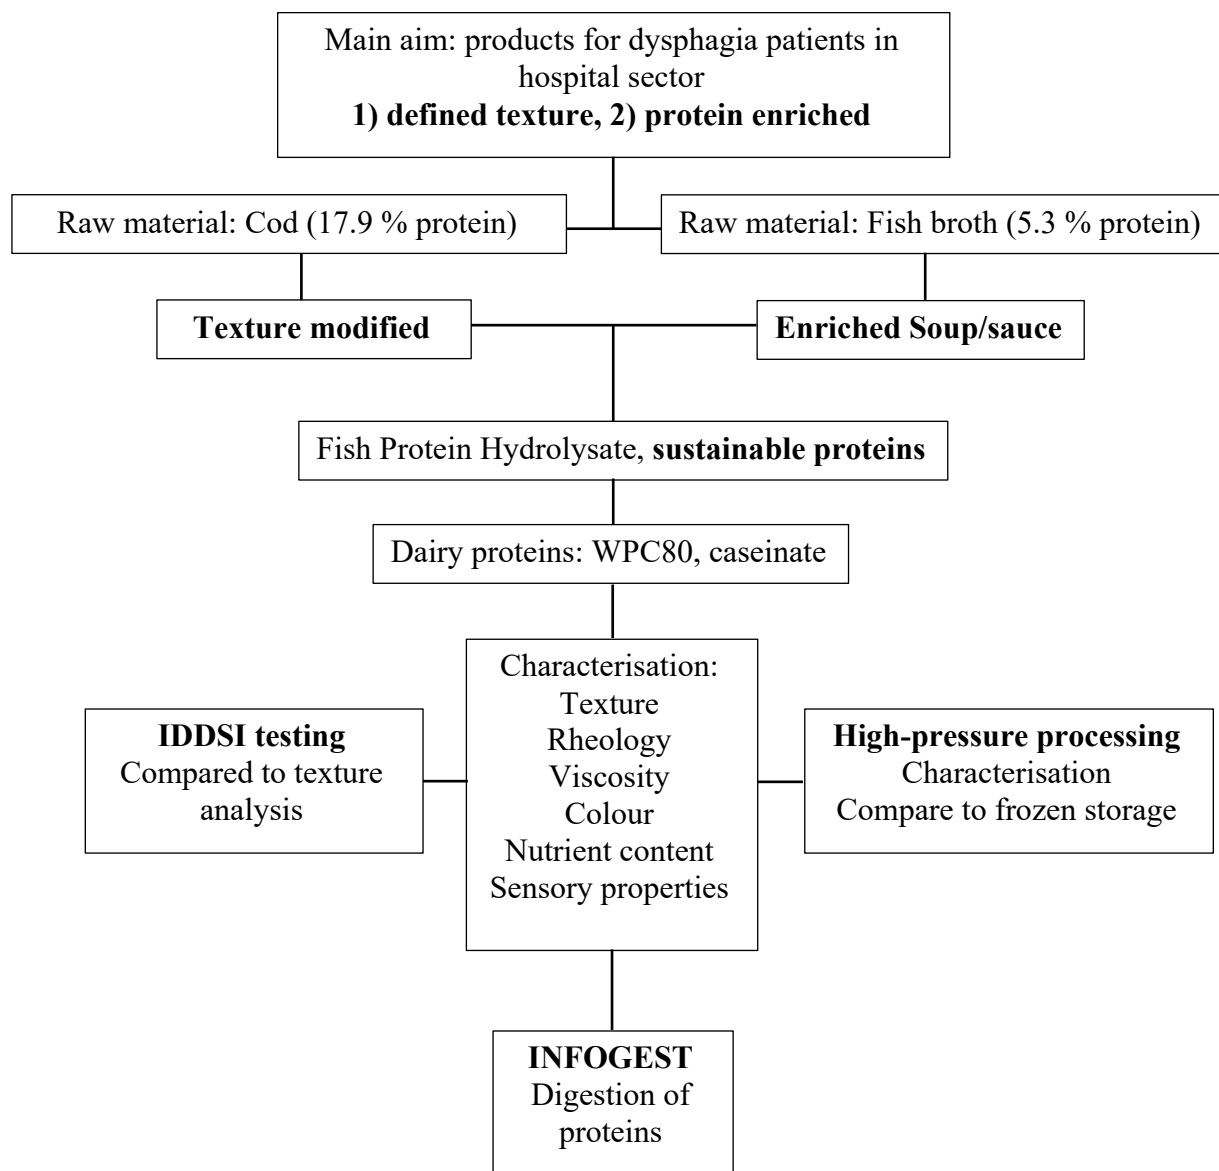 Main aim: products for dysphagia patients in
hospital sector
1) defined texture, 2) protein enriched
Raw material: Cod (17.9 % protein)
Raw material: Fish broth (5.3 % protein)
Texture modified
Enriched Soup/sauce
Fish Protein Hydrolysate, sustainable proteins
Dairy proteins: WPC80, caseinate
Characterisation:
Texture
Rheology
Viscosity
Colour
Nutrient content
Sensory properties
IDDSI testing
Compared to texture
analysis
High-pressure processing
Characterisation
Compare to frozen storage
INFOGEST
Digestion of
proteins